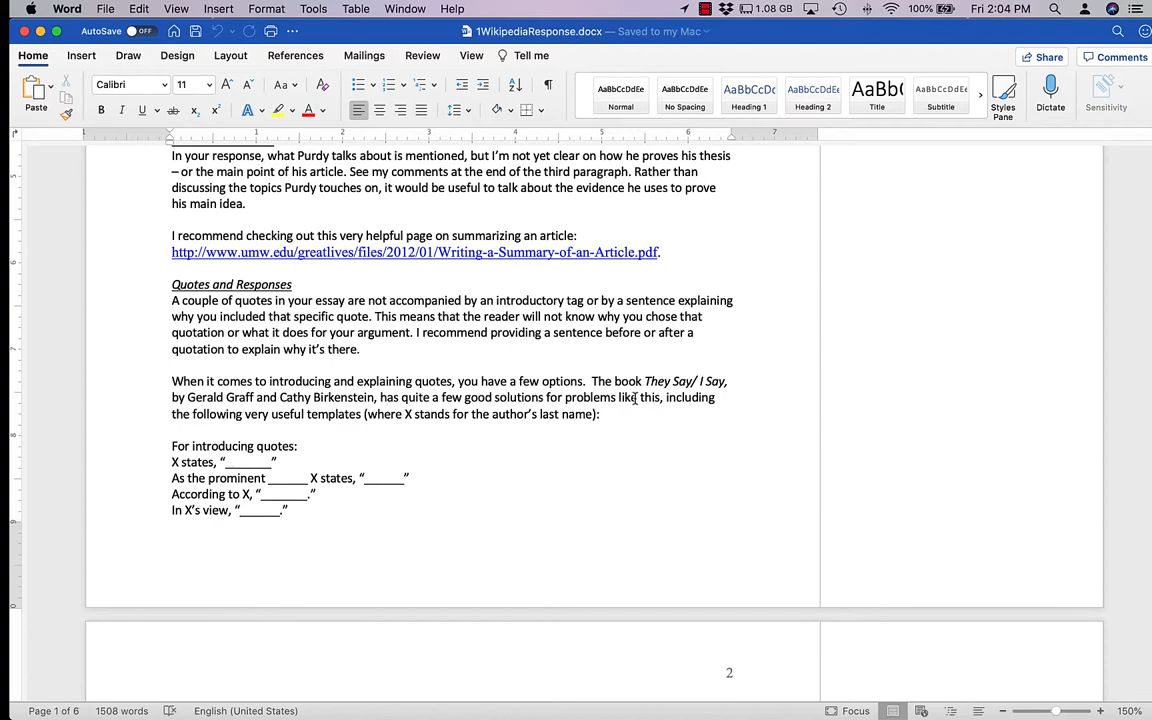 Word File Edit View Insert Format Tools Table Window Help 1.08 GB 100% Fri 2:04 PM
AutoSave OFF 1WikipediaResponse.docx — Saved to my Mac
Home Insert Draw Design Layout References Mailings Review View Tell me Share Comments
Paste Calibri 11 A A Aa A AaBbCcDdEe AaBbCcDdEe AaBbCcDc AaBbCcDdEe AaBb( AaBbCcDdEe
B I U ab x₂ x² A A Normal No Spacing Heading 1 Heading 2 Title Subtitle Styles Pane Dictate Sensitivity
1 1 2 3 4 5 6 7
In your response, what Purdy talks about is mentioned, but I'm not yet clear on how he proves his thesis
– or the main point of his article. See my comments at the end of the third paragraph. Rather than
discussing the topics Purdy touches on, it would be useful to talk about the evidence he uses to prove
his main idea.
I recommend checking out this very helpful page on summarizing an article:
http://www.umw.edu/greatlives/files/2012/01/Writing-a-Summary-of-an-Article.pdf.
Quotes and Responses
A couple of quotes in your essay are not accompanied by an introductory tag or by a sentence explaining
why you included that specific quote. This means that the reader will not know why you chose that
quotation or what it does for your argument. I recommend providing a sentence before or after a
quotation to explain why it's there.
When it comes to introducing and explaining quotes, you have a few options.  The book They Say/ I Say,
by Gerald Graff and Cathy Birkenstein, has quite a few good solutions for problems like this, including
the following very useful templates (where X stands for the author's last name):
For introducing quotes:
X states, “_______”
As the prominent ______ X states, “______”
According to X, “_______.”
In X's view, “______.”
2
Page 1 of 6 1508 words English (United States) Focus 150%